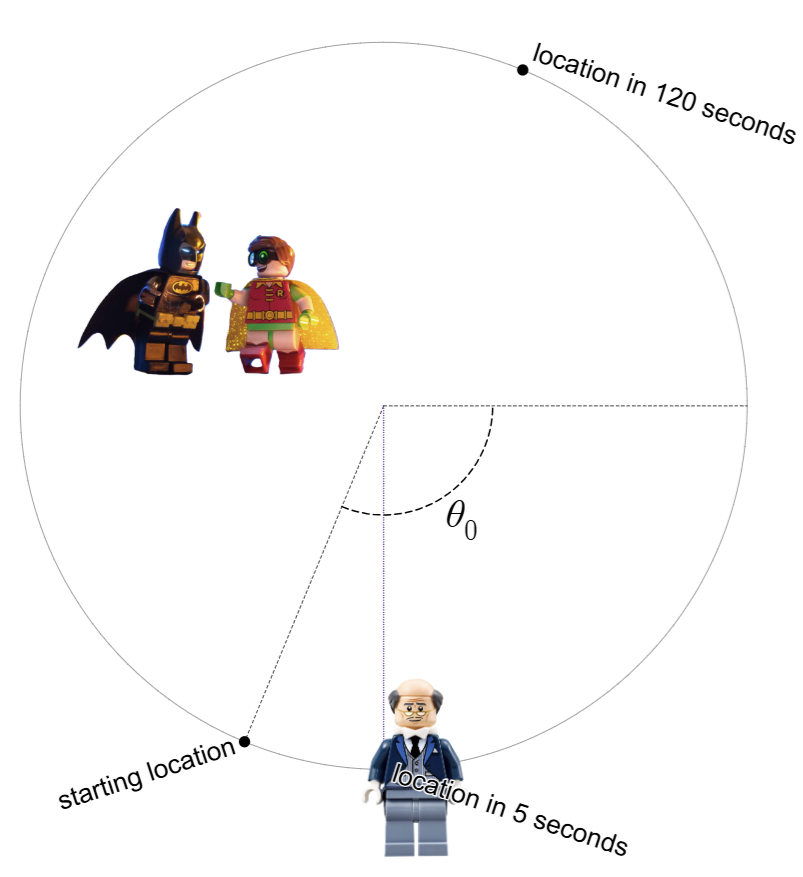 location in 120 seconds
θ₀
starting location
location in 5 seconds